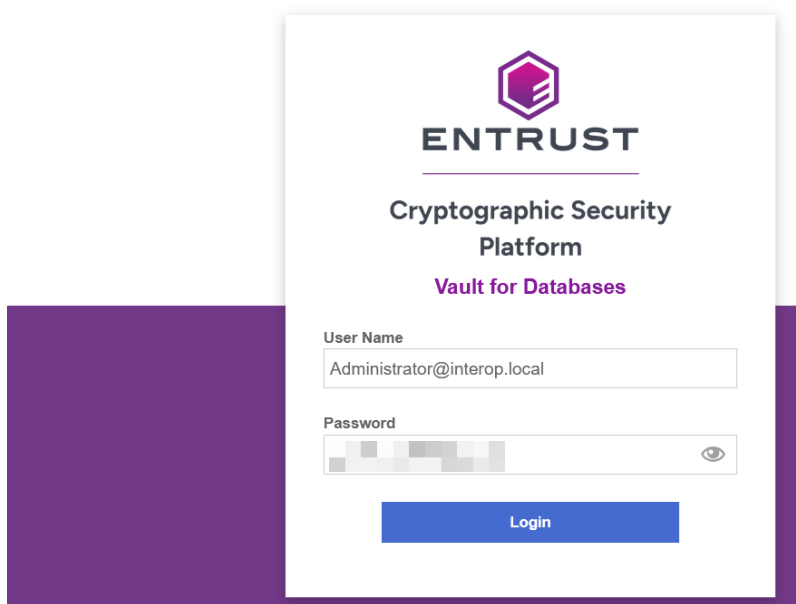 ENTRUST
Cryptographic Security
Platform
Vault for Databases
User Name
Administrator@interop.local
Password
Login